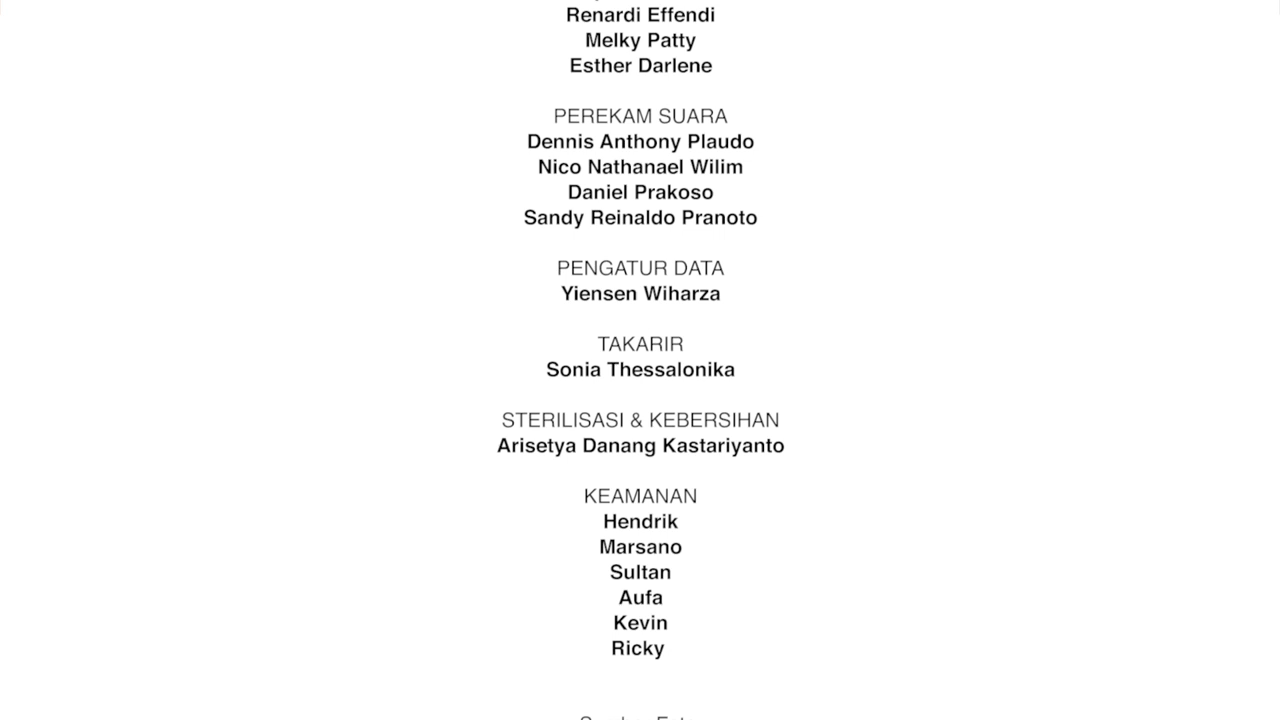 Renardi Effendi
Melky Patty
Esther Darlene
PEREKAM SUARA
Dennis Anthony Plaudo
Nico Nathanael Wilim
Daniel Prakoso
Sandy Reinaldo Pranoto
PENGATUR DATA
Yiensen Wiharza
TAKARIR
Sonia Thessalonika
STERILISASI & KEBERSIHAN
Arisetya Danang Kastariyanto
KEAMANAN
Hendrik
Marsano
Sultan
Aufa
Kevin
Ricky